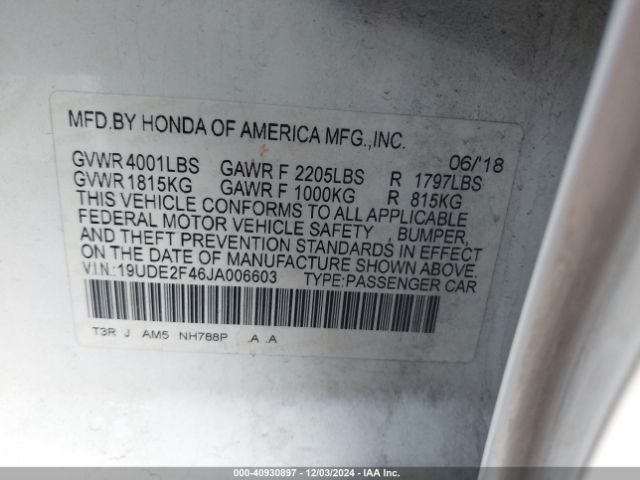 MFD.BY HONDA OF AMERICA MFG.,INC.
06/'18
GVWR 4001LBS GAWR F 2205LBS R 1797LBS
GVWR 1815KG GAWR F 1000KG R 815KG
THIS VEHICLE CONFORMS TO ALL APPLICABLE
FEDERAL MOTOR VEHICLE SAFETY , BUMPER,
AND THEFT PREVENTION STANDARDS IN EFFECT
ON THE DATE OF MANUFACTURE SHOWN ABOVE.
V.I.N.:19UDE2F46JA006603 TYPE:PASSENGER CAR
T3R J AM5 NH788P .A .A
000-40930897 - 12/03/2024 - IAA Inc.